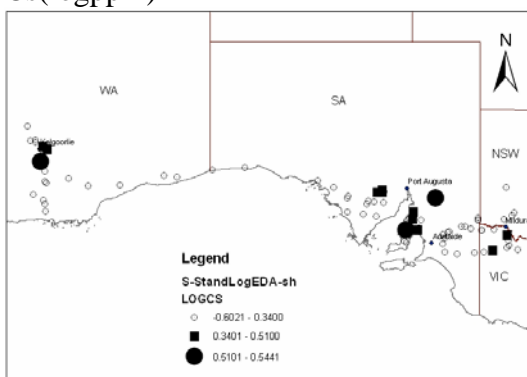 WA
SA
N
NSW
Port Augusta
Adelaide
VIC
Legend
S-StandLogEDA-sh
LOGCS
-0.6021 - 0.3400
0.3401 - 0.5100
0.5101 - 0.5441